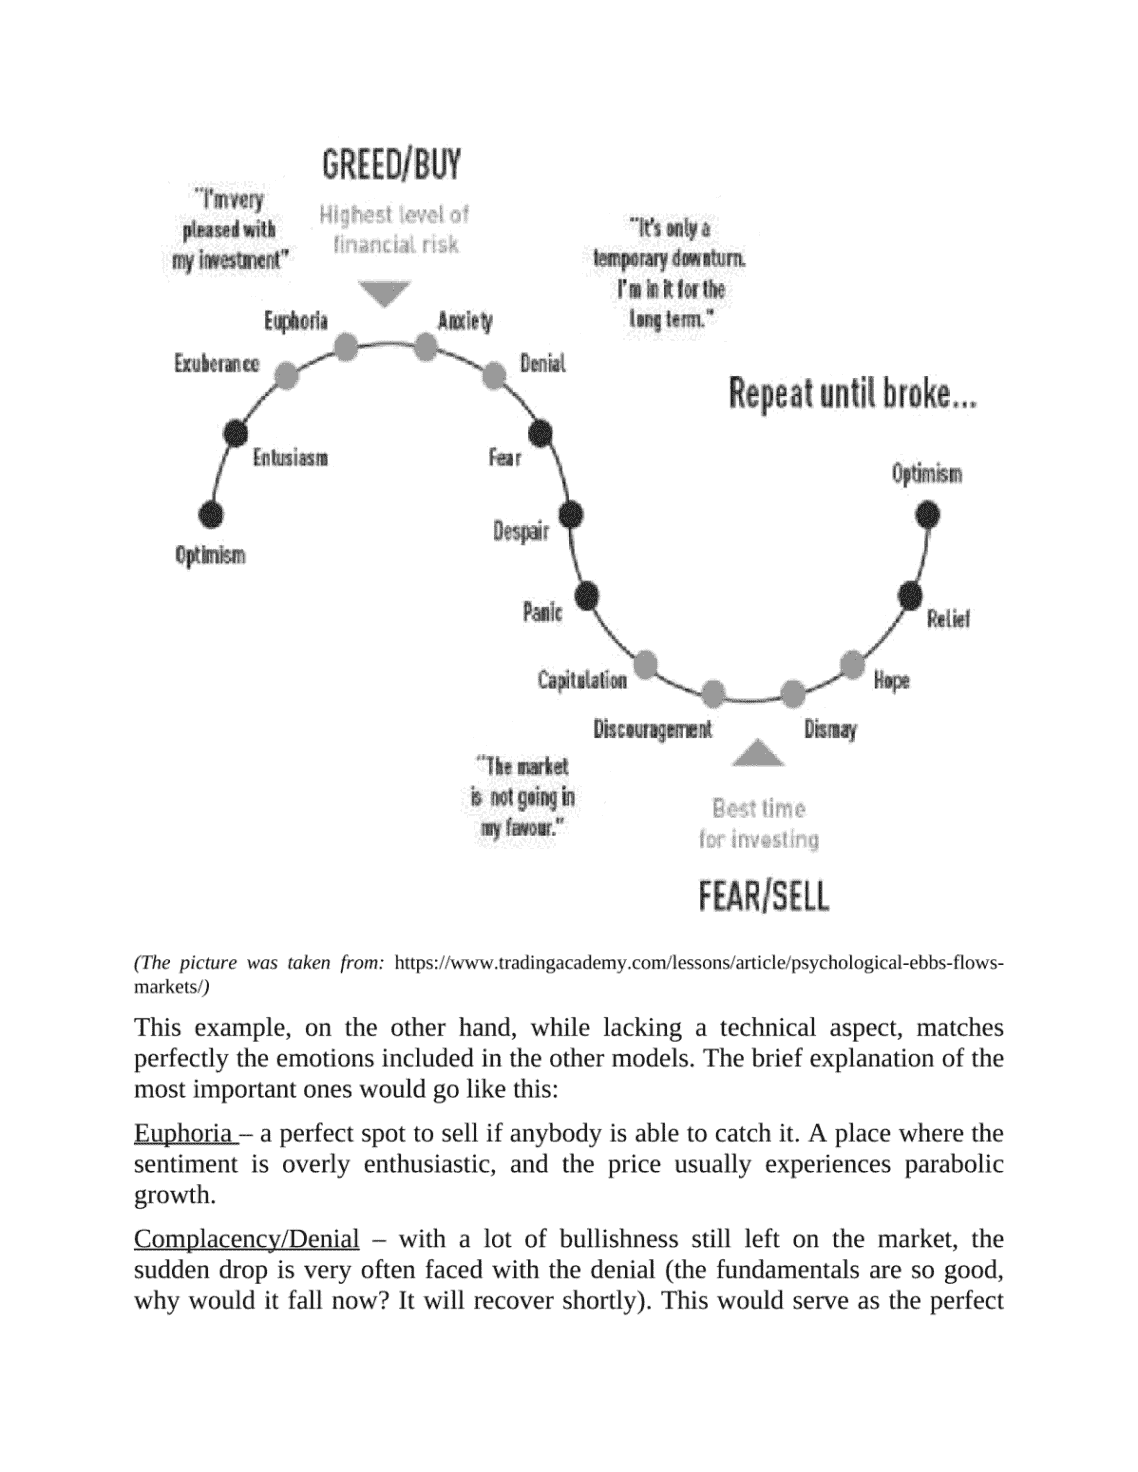 GREED/BUY
"I'm very
pleased with
my investment"
Highest level of
financial risk
"It's only a
temporary downturn.
I'm in it for the
long term."
Euphoria
Anxiety
Exuberance
Denial
Repeat until broke...
Entusiasm
Fear
Optimism
Despair
Optimism
Panic
Relief
Capitulation
Hope
Discouragement
Dismay
"The market
is not going in
my favour."
Best time
for investing
FEAR/SELL
(The picture was taken from: https://www.tradingacademy.com/lessons/article/psychological-ebbs-flows-
markets/)
This example, on the other hand, while lacking a technical aspect, matches
perfectly the emotions included in the other models. The brief explanation of the
most important ones would go like this:
Euphoria – a perfect spot to sell if anybody is able to catch it. A place where the
sentiment is overly enthusiastic, and the price usually experiences parabolic
growth.
Complacency/Denial – with a lot of bullishness still left on the market, the
sudden drop is very often faced with the denial (the fundamentals are so good,
why would it fall now? It will recover shortly). This would serve as the perfect